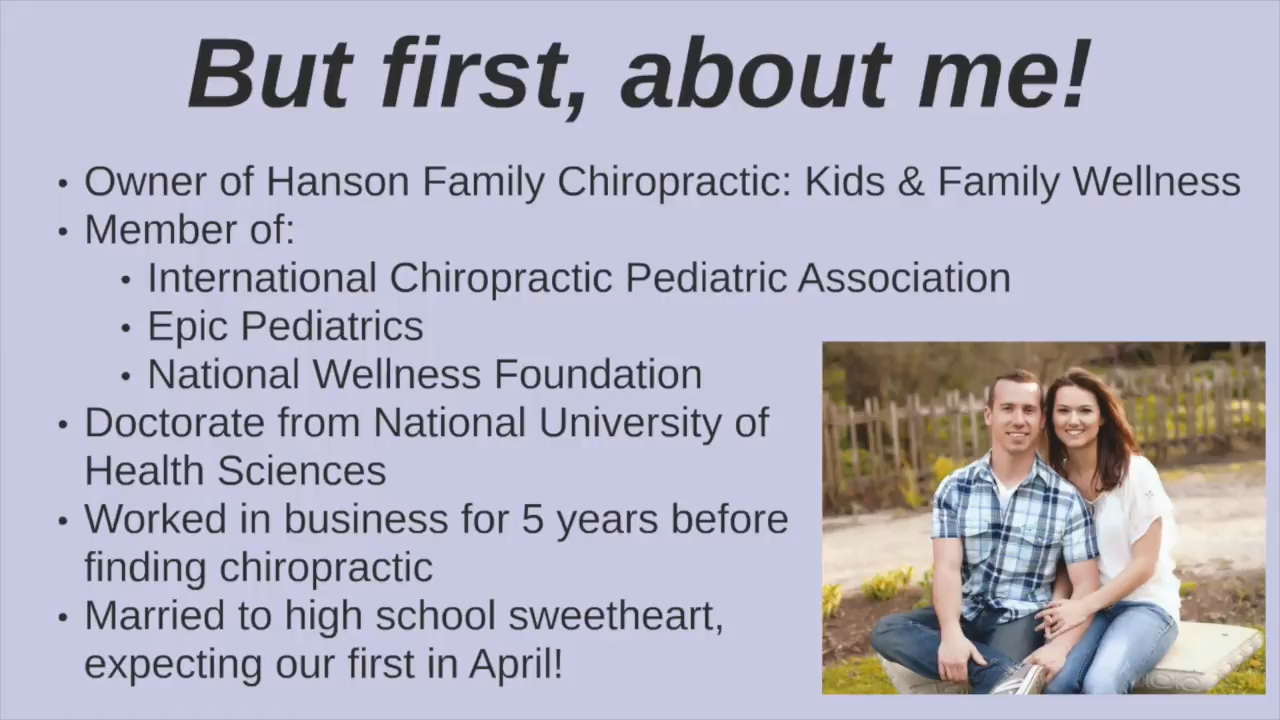 But first, about me!
• Owner of Hanson Family Chiropractic: Kids & Family Wellness
• Member of:
• International Chiropractic Pediatric Association
• Epic Pediatrics
• National Wellness Foundation
• Doctorate from National University of
Health Sciences
• Worked in business for 5 years before
finding chiropractic
• Married to high school sweetheart,
expecting our first in April!